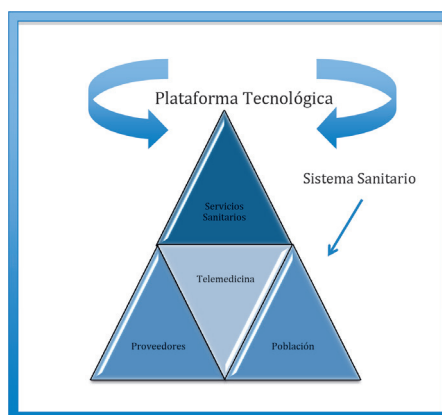 Plataforma Tecnológica
Sistema Sanitario
Servicios
Sanitarios
Telemedicina
Proveedores
Población